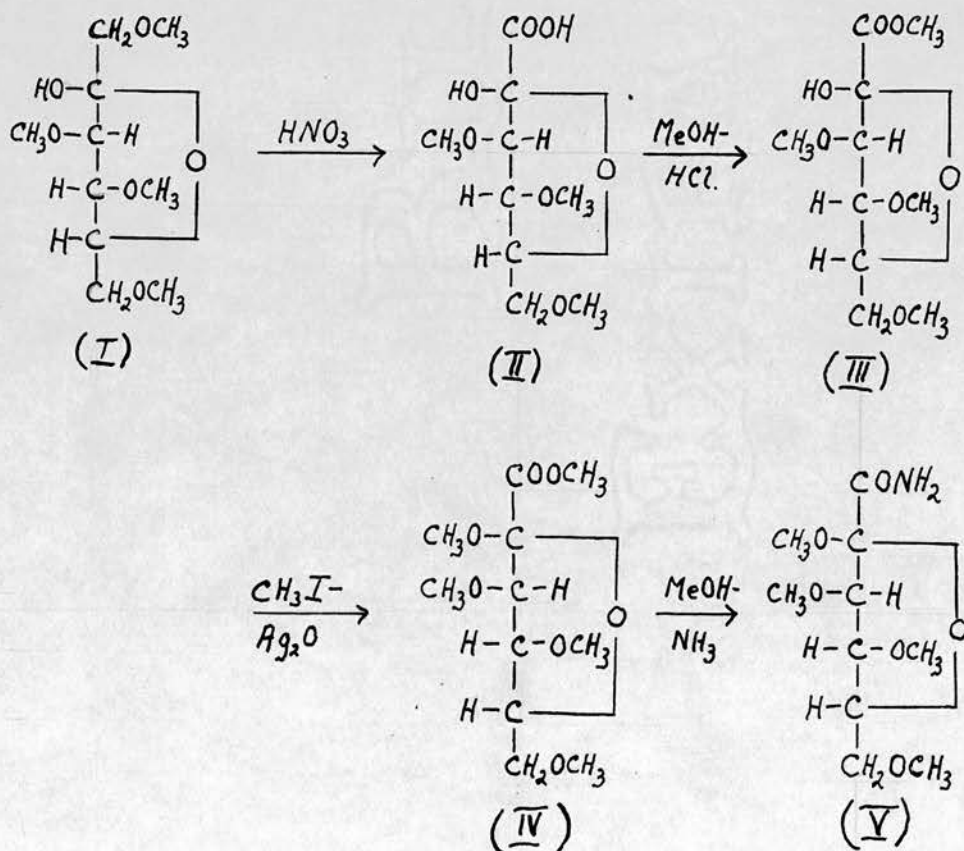 CH2OCH3 COOH COOCH3
HO-C HO-C HO-C
CH3O-C-H HNO3 CH3O-C-H MeOH- CH3O-C-H
O O HCl. O
H-C-OCH3 H-C-OCH3 H-C-OCH3
H-C H-C H-C
CH2OCH3 CH2OCH3 CH2OCH3
(I) (II) (III)
COOCH3 CONH2
CH3O-C CH3O-C
CH3I- CH3O-C-H MeOH- CH3O-C-H
Ag2O O NH3 O
H-C-OCH3 H-C-OCH3
H-C H-C
CH2OCH3 CH2OCH3
(IV) (V)